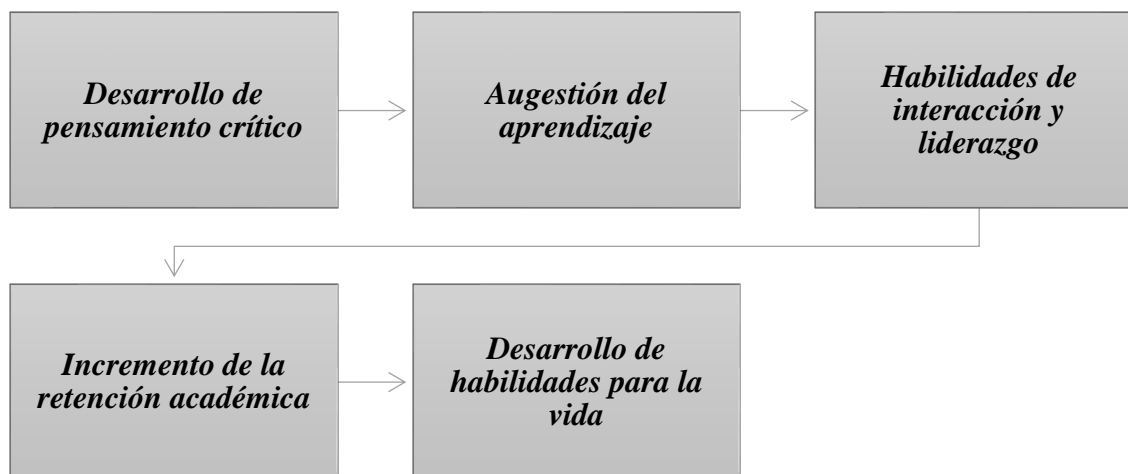 Desarrollo de
pensamiento crítico
Augestión del
aprendizaje
Habilidades de
interacción y
liderazgo
Incremento de la
retención académica
Desarrollo de
habilidades para la
vida